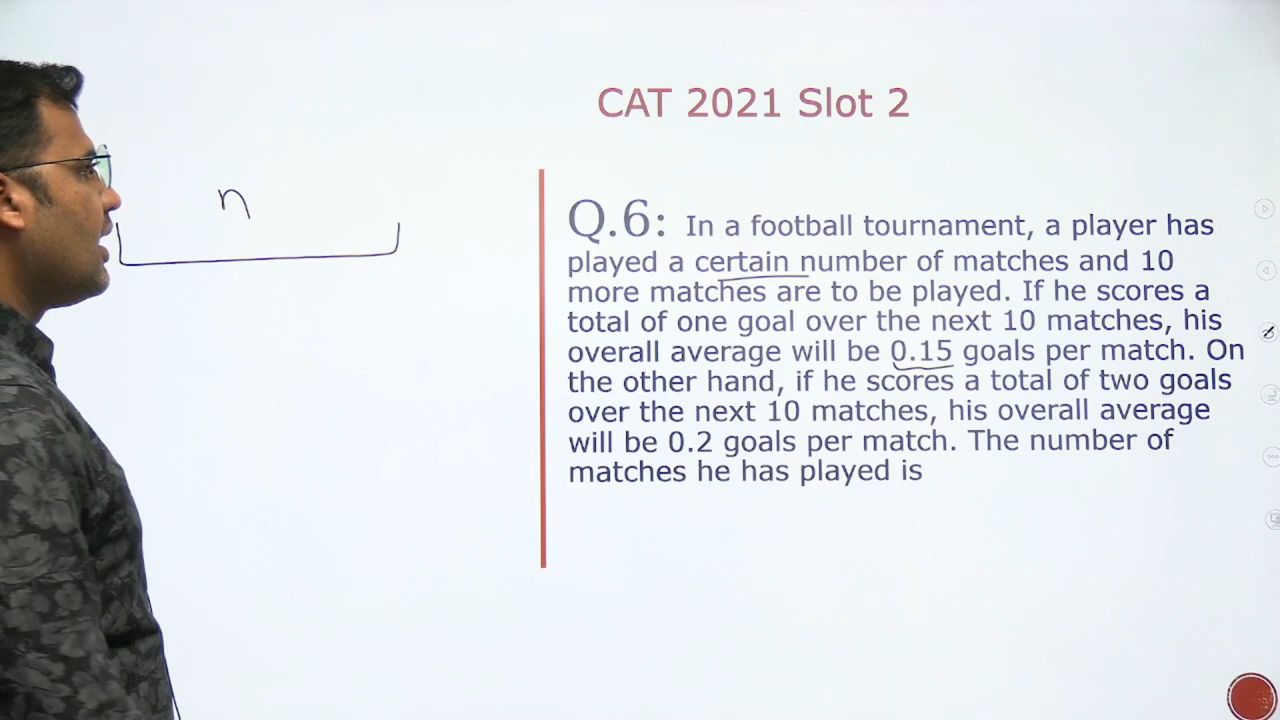 CAT 2021 Slot 2
n
Q.6: In a football tournament, a player has
played a certain number of matches and 10
more matches are to be played. If he scores a
total of one goal over the next 10 matches, his
overall average will be 0.15 goals per match. On
the other hand, if he scores a total of two goals
over the next 10 matches, his overall average
will be 0.2 goals per match. The number of
matches he has played is